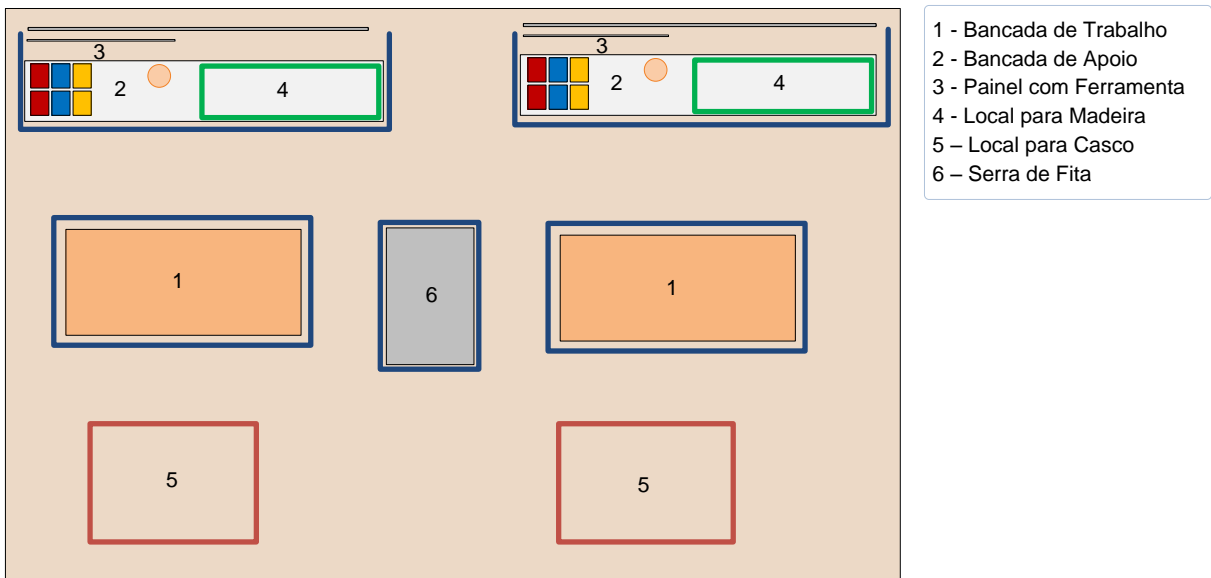 3
2
4
3
2
4
1
6
1
5
5
1 - Bancada de Trabalho
2 - Bancada de Apoio
3 - Painel com Ferramenta
4 - Local para Madeira
5 – Local para Casco
6 – Serra de Fita